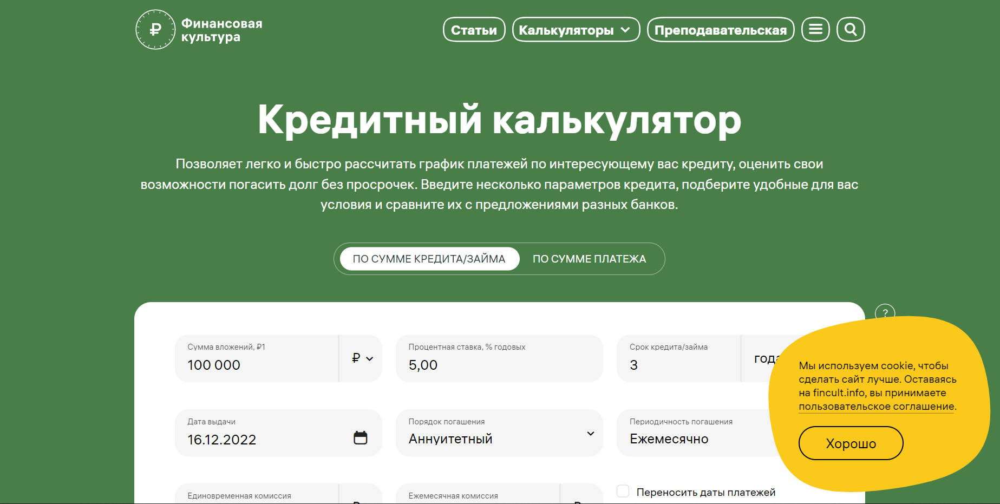 ₽
Финансовая
культура
Статьи
Калькуляторы
Преподавательская
Кредитный калькулятор
Позволяет легко и быстро рассчитать график платежей по интересующему вас кредиту, оценить свои
возможности погасить долг без просрочек. Введите несколько параметров кредита, подберите удобные для вас
условия и сравните их с предложениями разных банков.
ПО СУММЕ КРЕДИТА/ЗАЙМА
ПО СУММЕ ПЛАТЕЖА
?
Сумма вложений, ₽1
100 000
₽
Процентная ставка, % годовых
5,00
Срок кредита/займа
3
Дата выдачи
16.12.2022
Порядок погашения
Аннуитетный
Периодичность погашения
Ежемесячно
Единовременная комиссия
Ежемесячная комиссия
Переносить даты платежей
Мы используем cookie, чтобы
сделать сайт лучше. Оставаясь
на fincult.info, вы принимаете
пользовательское соглашение.
Хорошо